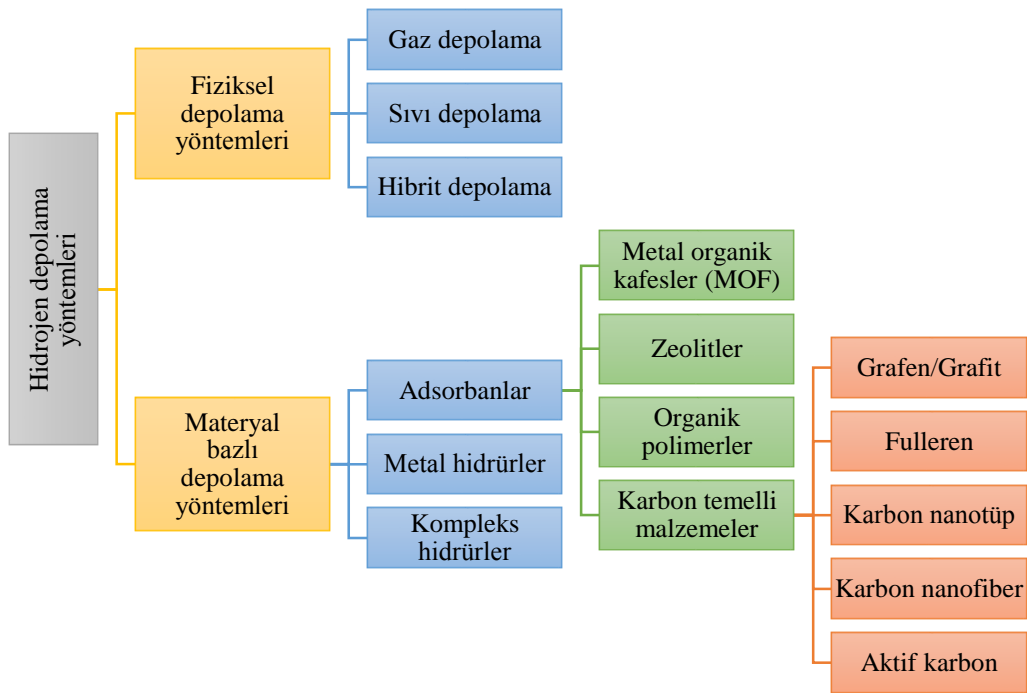 Hidrojen depolama
yöntemleri
Fiziksel
depolama
yöntemleri
Gaz depolama
Sıvı depolama
Hibrit depolama
Materyal
bazlı
depolama
yöntemleri
Adsorbanlar
Metal hidrürler
Kompleks
hidrürler
Metal organik
kafesler (MOF)
Zeolitler
Organik
polimerler
Karbon temelli
malzemeler
Grafen/Grafit
Fulleren
Karbon nanotüp
Karbon nanofiber
Aktif karbon